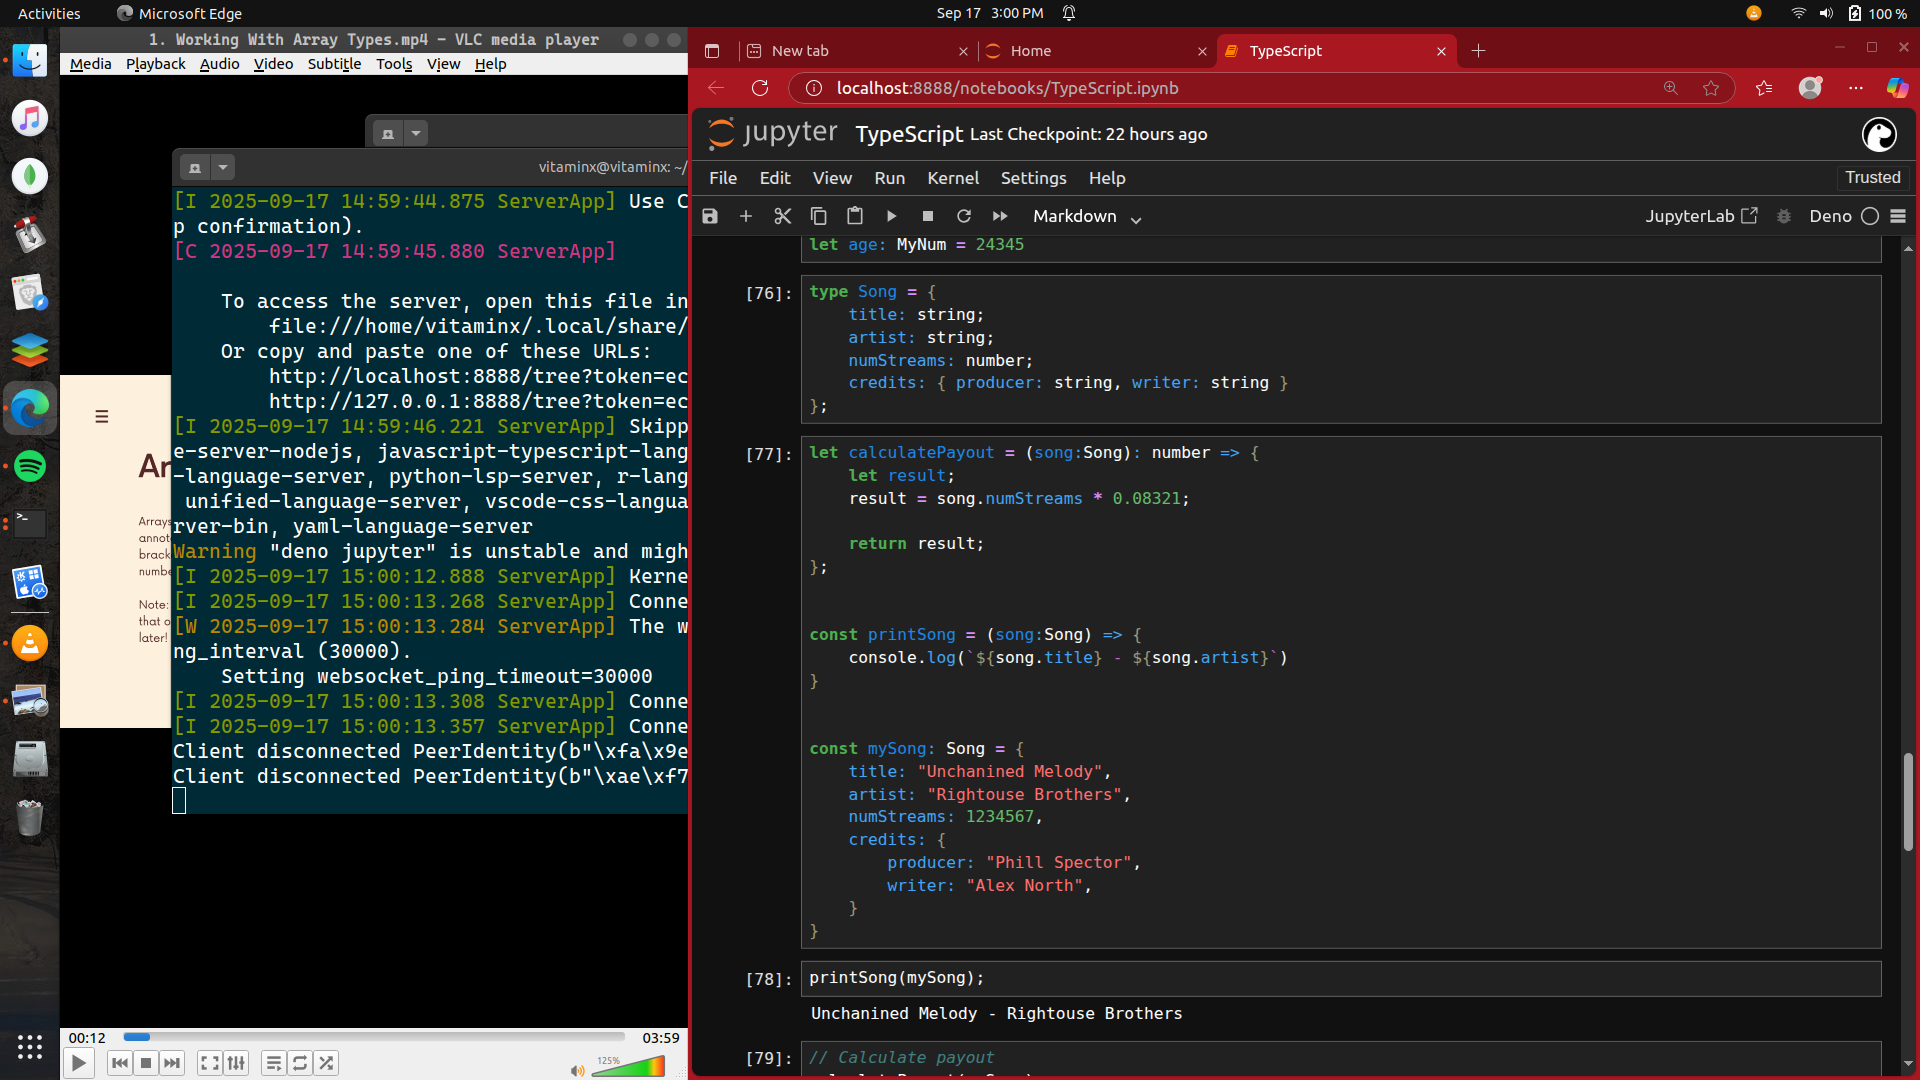 Activities
Microsoft Edge
Sep 17 3:00 PM
100 %
1. Working With Array Types.mp4 - VLC media player
Media Playback Audio Video Subtitle Tools View Help
vitaminx@vitaminx: ~/
[I 2025-09-17 14:59:44.875 ServerApp] Use C
p confirmation).
[C 2025-09-17 14:59:45.880 ServerApp]
To access the server, open this file in
file:///home/vitaminx/.local/share/
Or copy and paste one of these URLs:
http://localhost:8888/tree?token=ec
http://127.0.0.1:8888/tree?token=ec
[I 2025-09-17 14:59:46.221 ServerApp] Skipp
e-server-nodejs, javascript-typescript-lang
-language-server, python-lsp-server, r-lang
unified-language-server, vscode-css-langua
rver-bin, yaml-language-server
Warning "deno jupyter" is unstable and migh
[I 2025-09-17 15:00:12.888 ServerApp] Kerne
[I 2025-09-17 15:00:13.268 ServerApp] Conne
[W 2025-09-17 15:00:13.284 ServerApp] The w
ng_interval (30000).
Setting websocket_ping_timeout=30000
[I 2025-09-17 15:00:13.308 ServerApp] Conne
[I 2025-09-17 15:00:13.357 ServerApp] Conne
Client disconnected PeerIdentity(b"\xfa\x9e
Client disconnected PeerIdentity(b"\xae\xf7
Ar
Arrays
annot
brack
numbe
Note:
that o
later!
00:12
03:59
125%
New tab
Home
TypeScript
localhost:8888/notebooks/TypeScript.ipynb
jupyter TypeScript Last Checkpoint: 22 hours ago
File Edit View Run Kernel Settings Help
Trusted
Markdown
JupyterLab
Deno
let age: MyNum = 24345
[76]:
type Song = {
title: string;
artist: string;
numStreams: number;
credits: { producer: string, writer: string }
};
[77]:
let calculatePayout = (song:Song): number => {
let result;
result = song.numStreams * 0.08321;
return result;
};
const printSong = (song:Song) => {
console.log(`${song.title} - ${song.artist}`)
}
const mySong: Song = {
title: "Unchanined Melody",
artist: "Rightouse Brothers",
numStreams: 1234567,
credits: {
producer: "Phill Spector",
writer: "Alex North",
}
}
[78]:
printSong(mySong);
Unchanined Melody - Rightouse Brothers
[79]:
// Calculate payout